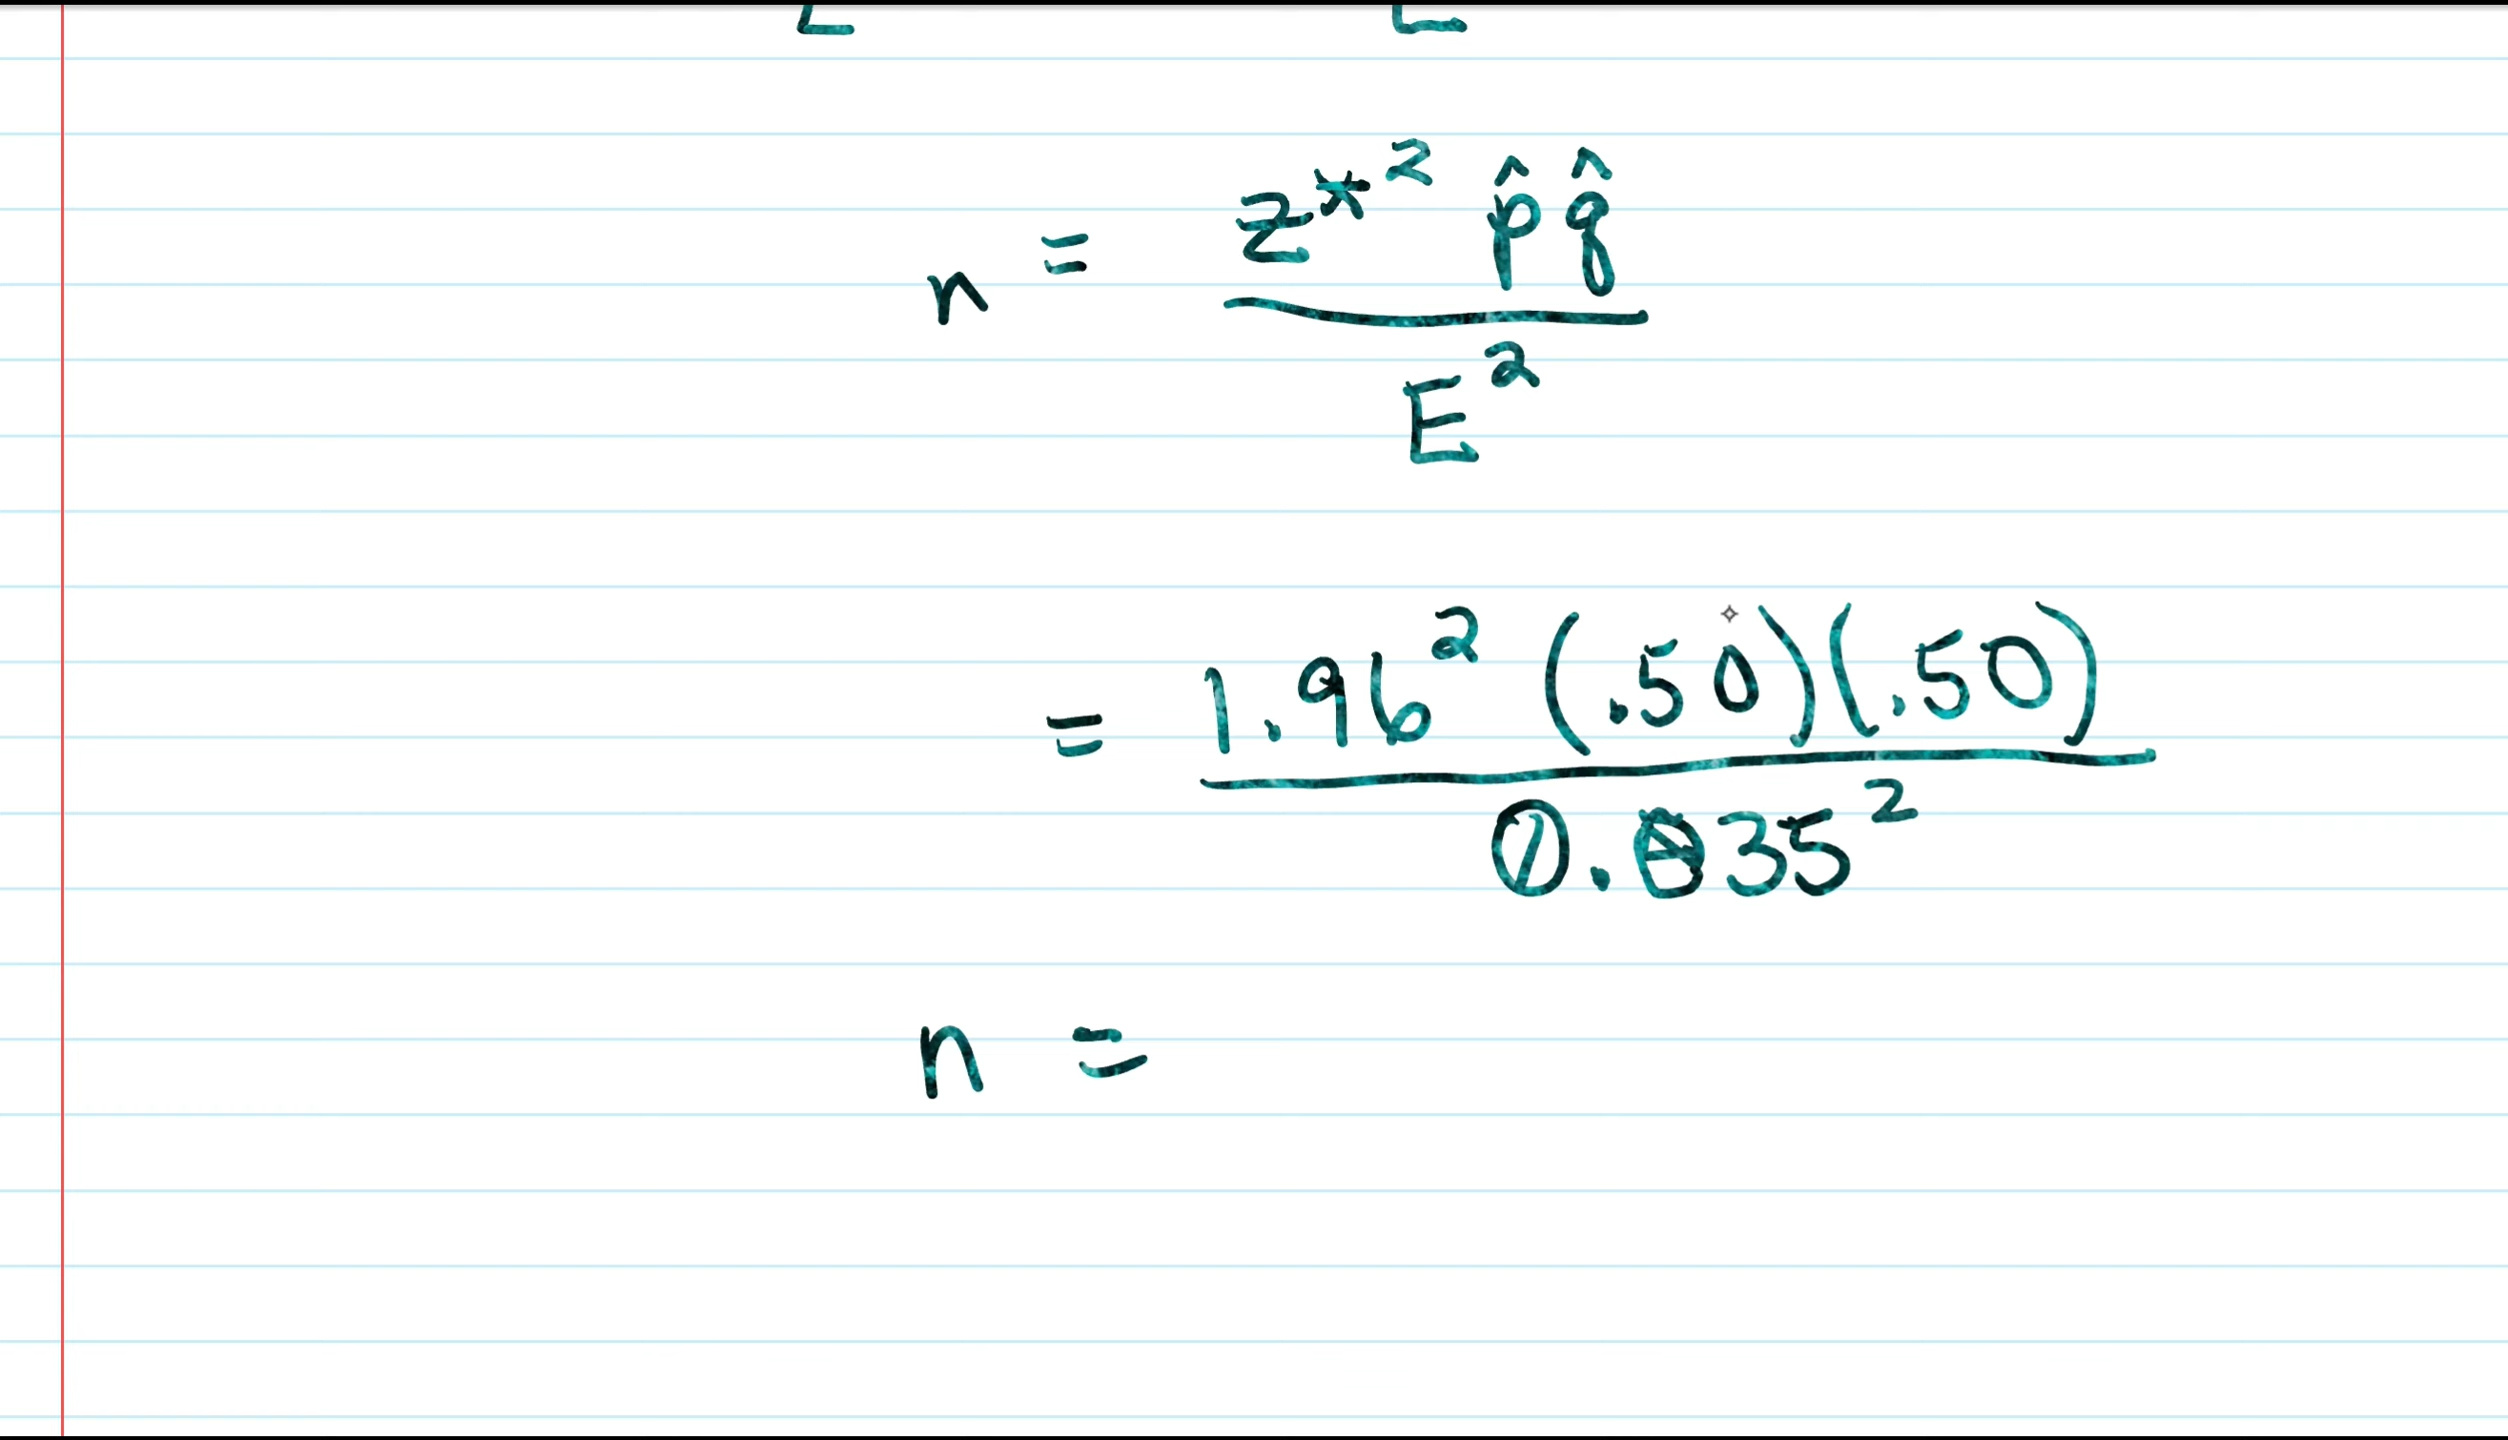 n = z*² p̂ q̂ / E²
= 1.96² (.50)(.50) / 0.035²
n =